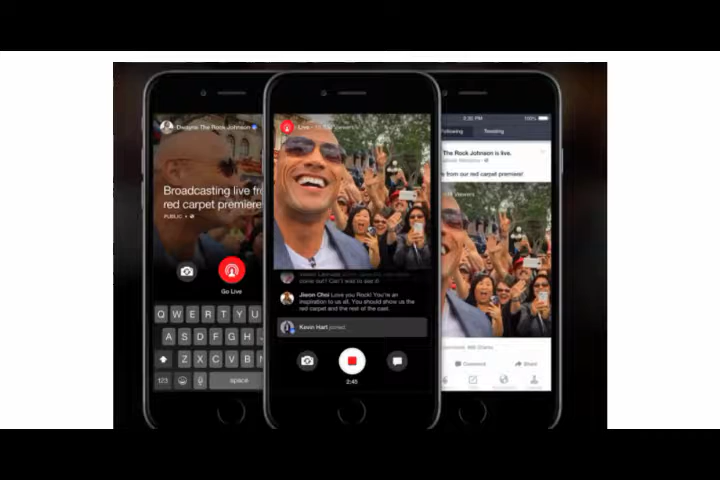 Dwayne The Rock Johnson
Broadcasting live fr
red carpet premiere
PUBLIC
Go Live
Q W E R T Y U
A S D F G H
Z X C V B N
123
space
Live
come out? Can't wait to see it
Jiwon Choi Love you Rock! You're an
inspiration to us all. You should show us the
red carpet and the rest of the cast.
Kevin Hart joined
2:45
100%
Following
Trending
The Rock Johnson is live.
from our red carpet premiere!
Viewers
Comment
Share